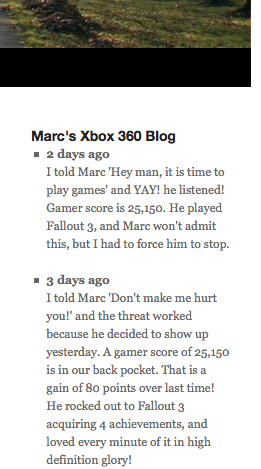 Marc's Xbox 360 Blog
2 days ago
I told Marc 'Hey man, it is time to
play games' and YAY! he listened!
Gamer score is 25,150. He played
Fallout 3, and Marc won't admit
this, but I had to force him to stop.
3 days ago
I told Marc 'Don't make me hurt
you!' and the threat worked
because he decided to show up
yesterday. A gamer score of 25,150
is in our back pocket. That is a
gain of 80 points over last time!
He rocked out to Fallout 3
acquiring 4 achievements, and
loved every minute of it in high
definition glory!